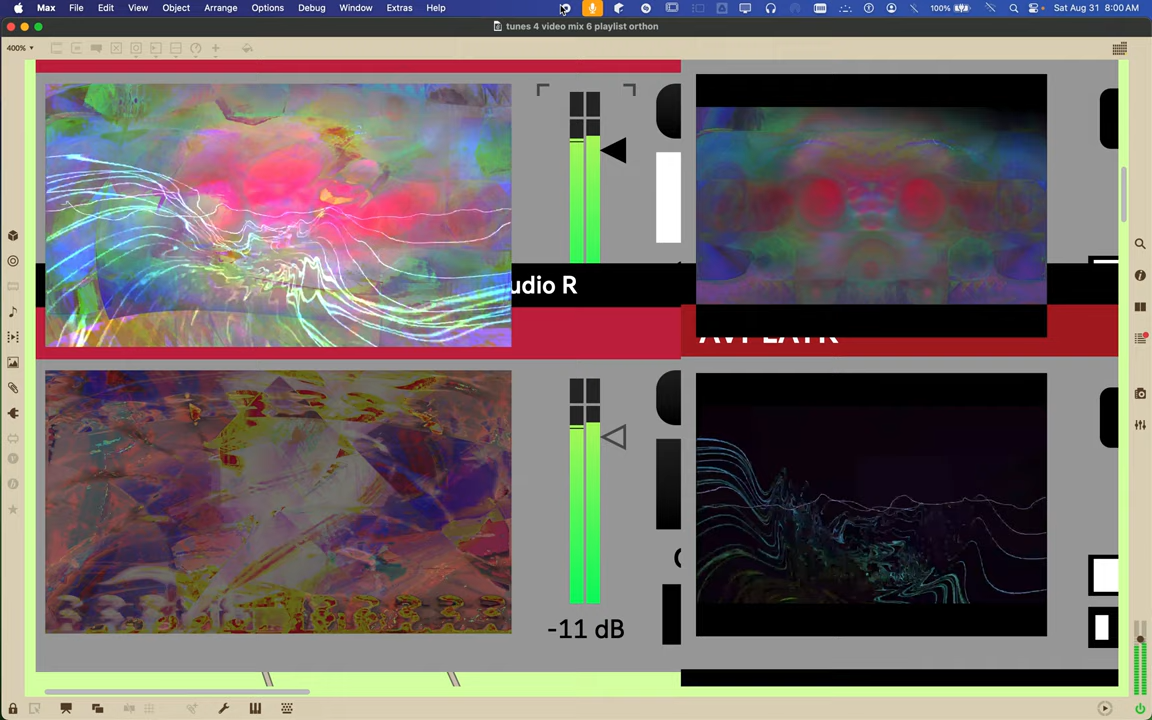 Max File Edit View Object Arrange Options Debug Window Extras Help 100% Sat Aug 31 8:00 AM
tunes 4 video mix 6 playlist orthon
400%
udio R
-11 dB